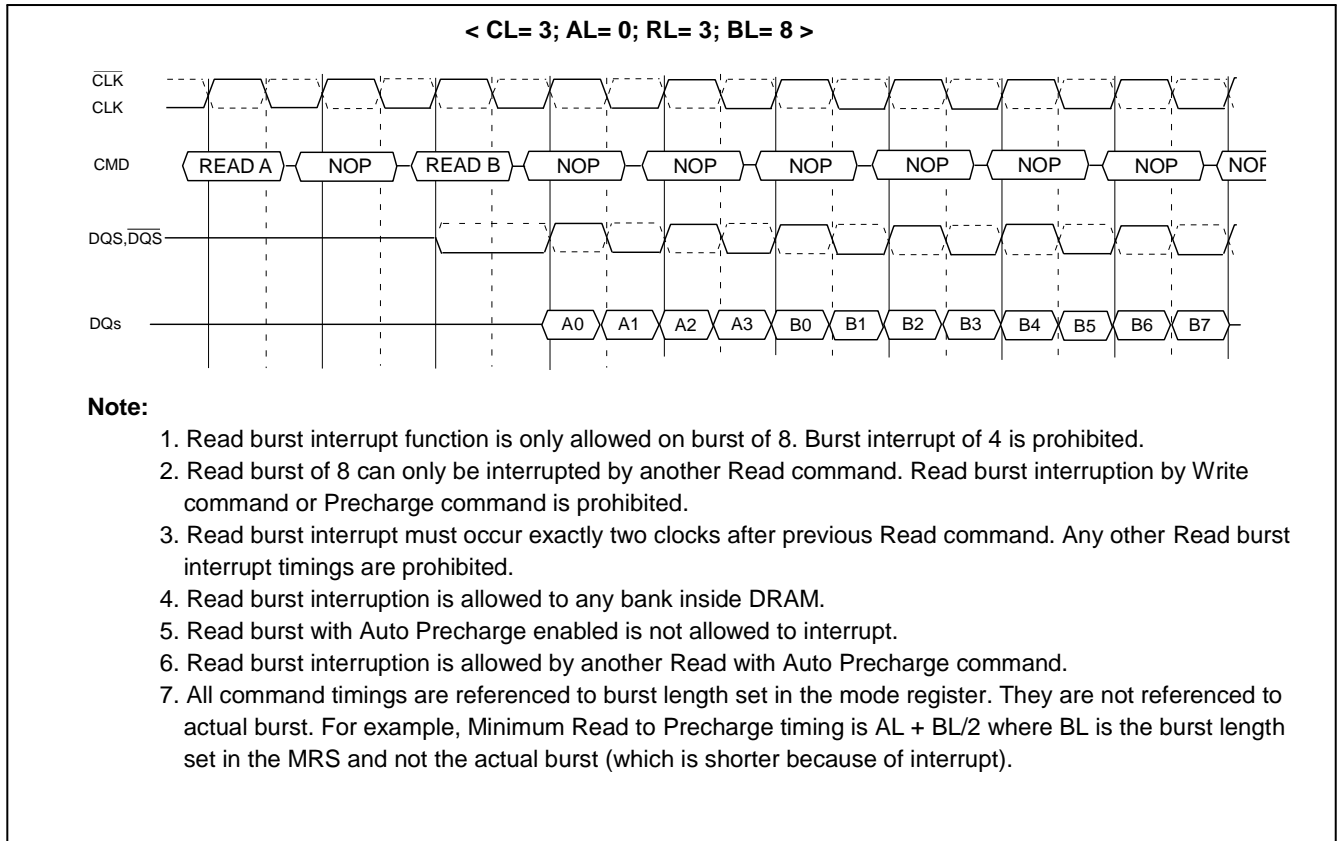 < CL= 3; AL= 0; RL= 3; BL= 8 >
CLK
CLK
CMD READ A NOP READ B NOP NOP NOP NOP NOP NOP NOP
DQS,DQS
DQs A0 A1 A2 A3 B0 B1 B2 B3 B4 B5 B6 B7
Note:
1. Read burst interrupt function is only allowed on burst of 8. Burst interrupt of 4 is prohibited.
2. Read burst of 8 can only be interrupted by another Read command. Read burst interruption by Write
command or Precharge command is prohibited.
3. Read burst interrupt must occur exactly two clocks after previous Read command. Any other Read burst
interrupt timings are prohibited.
4. Read burst interruption is allowed to any bank inside DRAM.
5. Read burst with Auto Precharge enabled is not allowed to interrupt.
6. Read burst interruption is allowed by another Read with Auto Precharge command.
7. All command timings are referenced to burst length set in the mode register. They are not referenced to
actual burst. For example, Minimum Read to Precharge timing is AL + BL/2 where BL is the burst length
set in the MRS and not the actual burst (which is shorter because of interrupt).